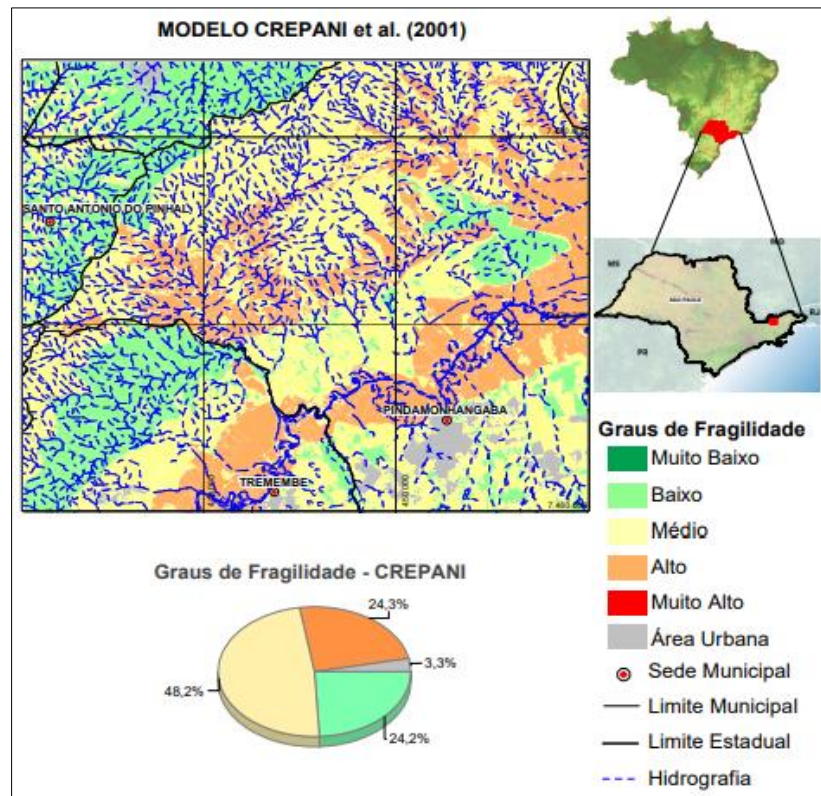 MODELO CREPANI et al. (2001)
SANTO ANTONIO DO PINHAL
PINDAMONHANGABA
TREMEMBE
MS
SÃO PAULO
RJ
PR
Graus de Fragilidade
Muito Baixo
Baixo
Médio
Alto
Muito Alto
Área Urbana
Sede Municipal
Limite Municipal
Limite Estadual
Hidrografia
Graus de Fragilidade - CREPANI
24,3%
3,3%
48,2%
24,2%